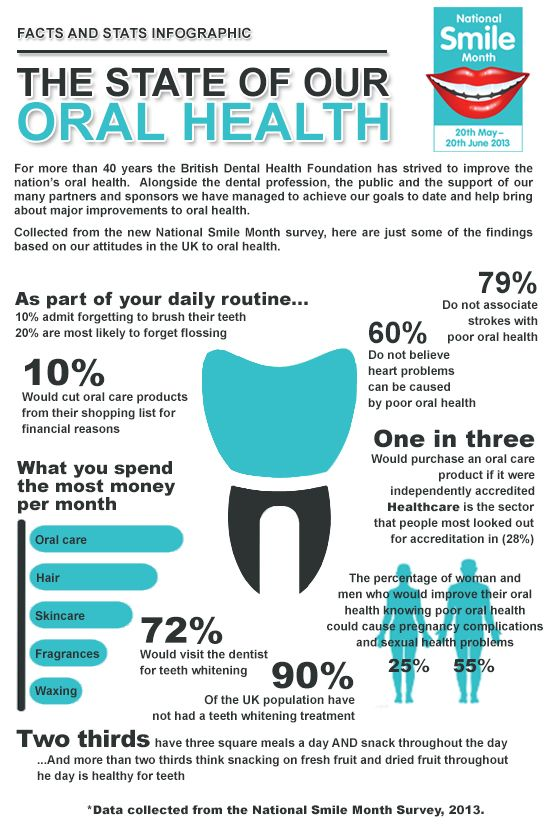 FACTS AND STATS INFOGRAPHIC
National
Smile
Month
20th May–
20th June 2013
THE STATE OF OUR
ORAL HEALTH
For more than 40 years the British Dental Health Foundation has strived to improve the
nation's oral health. Alongside the dental profession, the public and the support of our
many partners and sponsors we have managed to achieve our goals to date and help bring
about major improvements to oral health.
Collected from the new National Smile Month survey, here are just some of the findings
based on our attitudes in the UK to oral health.
As part of your daily routine...
10% admit forgetting to brush their teeth
20% are most likely to forget flossing
79%
Do not associate
strokes with
poor oral health
60%
Do not believe
heart problems
can be caused
by poor oral health
10%
Would cut oral care products
from their shopping list for
financial reasons
One in three
Would purchase an oral care
product if it were
independently accredited
Healthcare is the sector
that people most looked out
for accreditation in (28%)
What you spend
the most money
per month
Oral care
Hair
Skincare
Fragrances
Waxing
The percentage of woman and
men who would improve their oral
health knowing poor oral health
could cause pregnancy complications
and sexual health problems
25% 55%
72%
Would visit the dentist
for teeth whitening
90%
Of the UK population have
not had a teeth whitening treatment
Two thirds have three square meals a day AND snack throughout the day
...And more than two thirds think snacking on fresh fruit and dried fruit throughout
he day is healthy for teeth
*Data collected from the National Smile Month Survey, 2013.